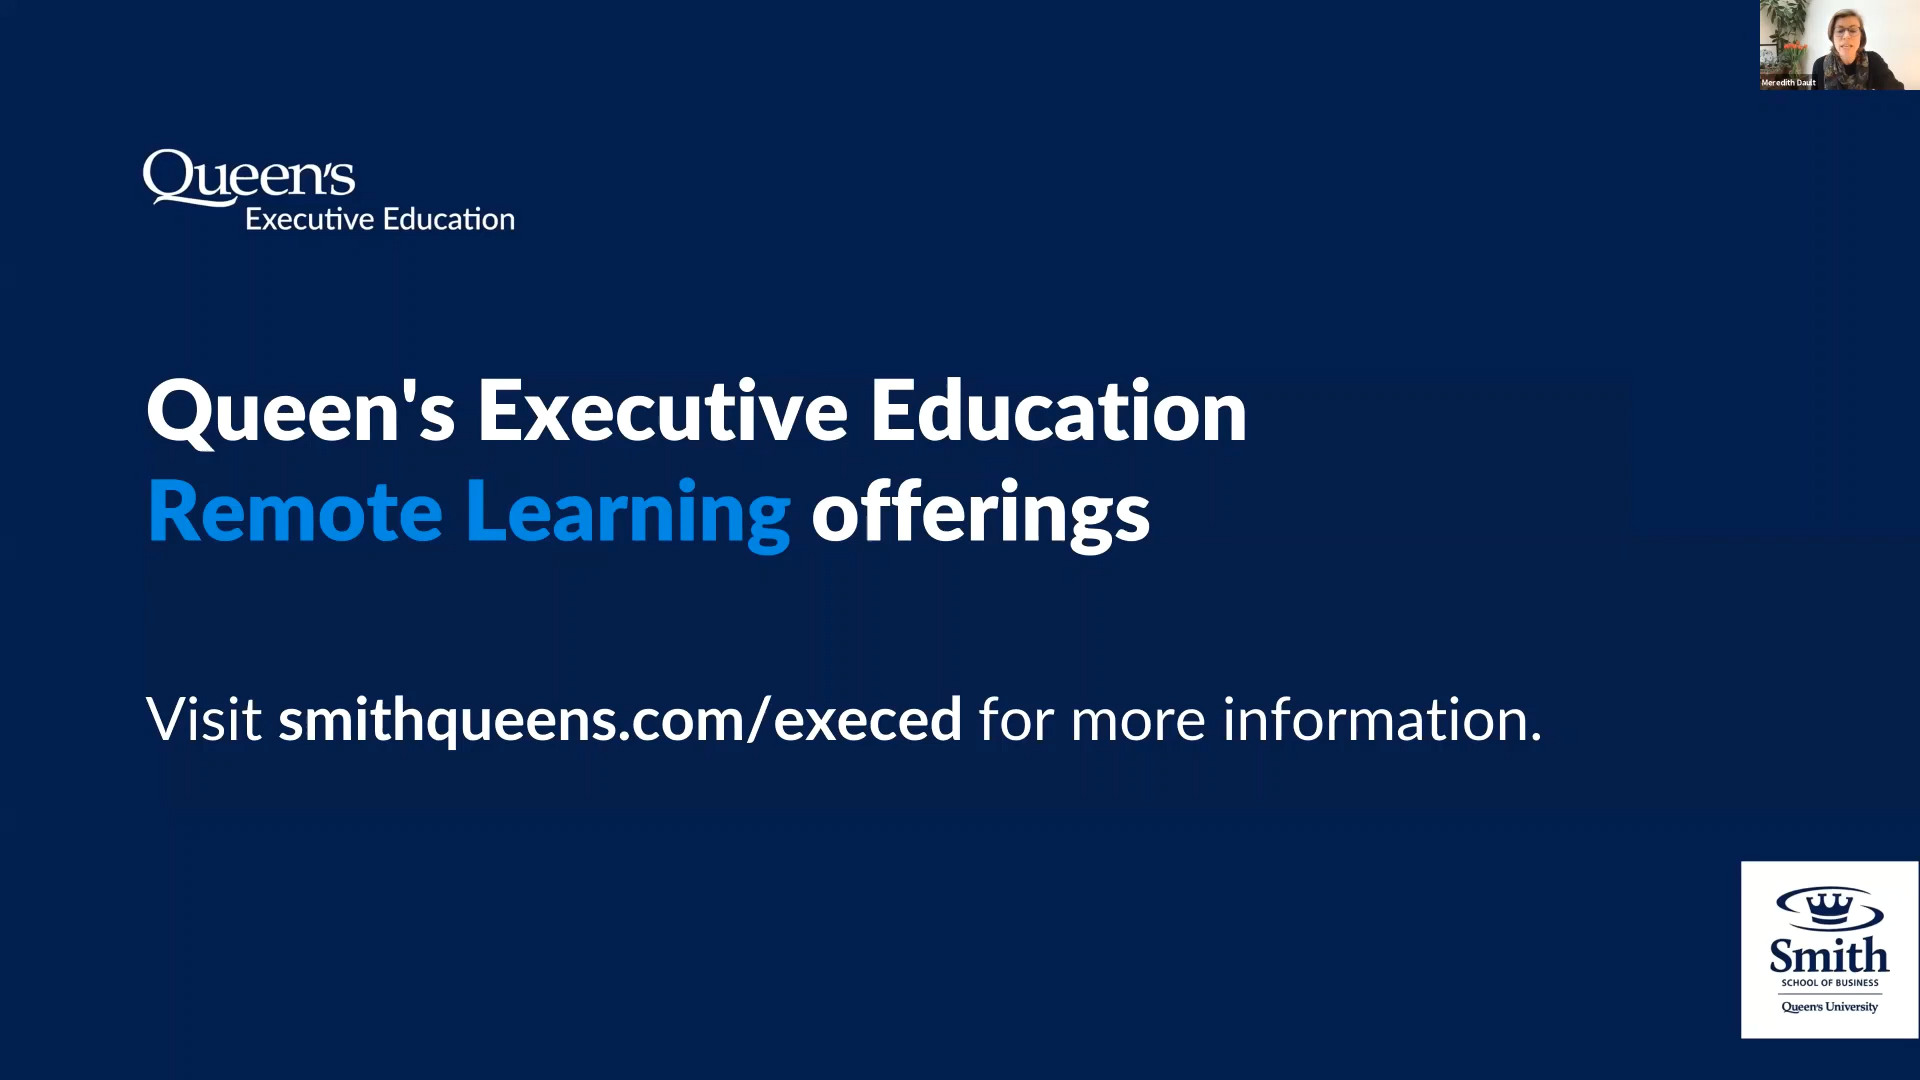 Meredith Dault
Queen's
Executive Education
Queen's Executive Education
Remote Learning offerings
Visit smithqueens.com/execed for more information.
Smith
SCHOOL OF BUSINESS
Queen's University